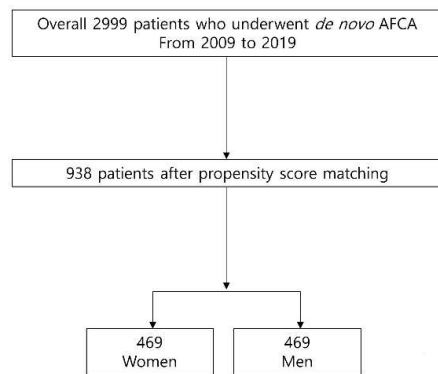 Overall 2999 patients who underwent de novo AFCA
From 2009 to 2019
938 patients after propensity score matching
469
Women
469
Men